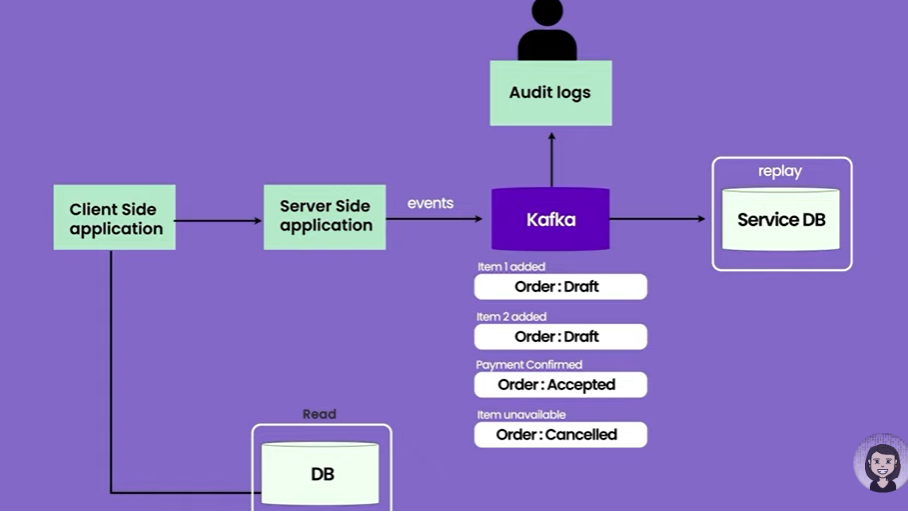 Audit logs
replay
Client Side
application
Server Side
application
events
Kafka
Service DB
Item 1 added
Order : Draft
Item 2 added
Order : Draft
Payment Confirmed
Order : Accepted
Item unavailable
Order : Cancelled
Read
DB